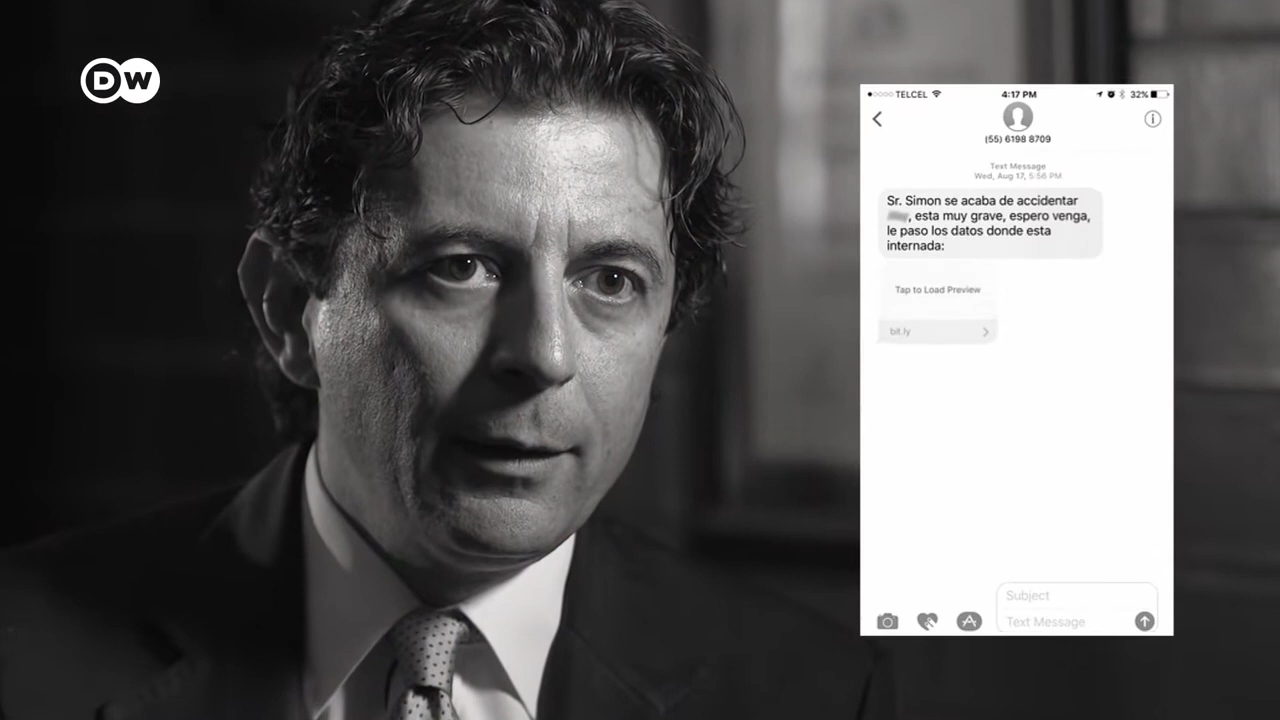 DW
TELCEL 4:17 PM 32%
(55) 6198 8709
Text Message
Wed, Aug 17, 5:56 PM
Sr. Simon se acaba de accidentar
, esta muy grave, espero venga,
le paso los datos donde esta
internada:
Tap to Load Preview
bit.ly
Subject
Text Message